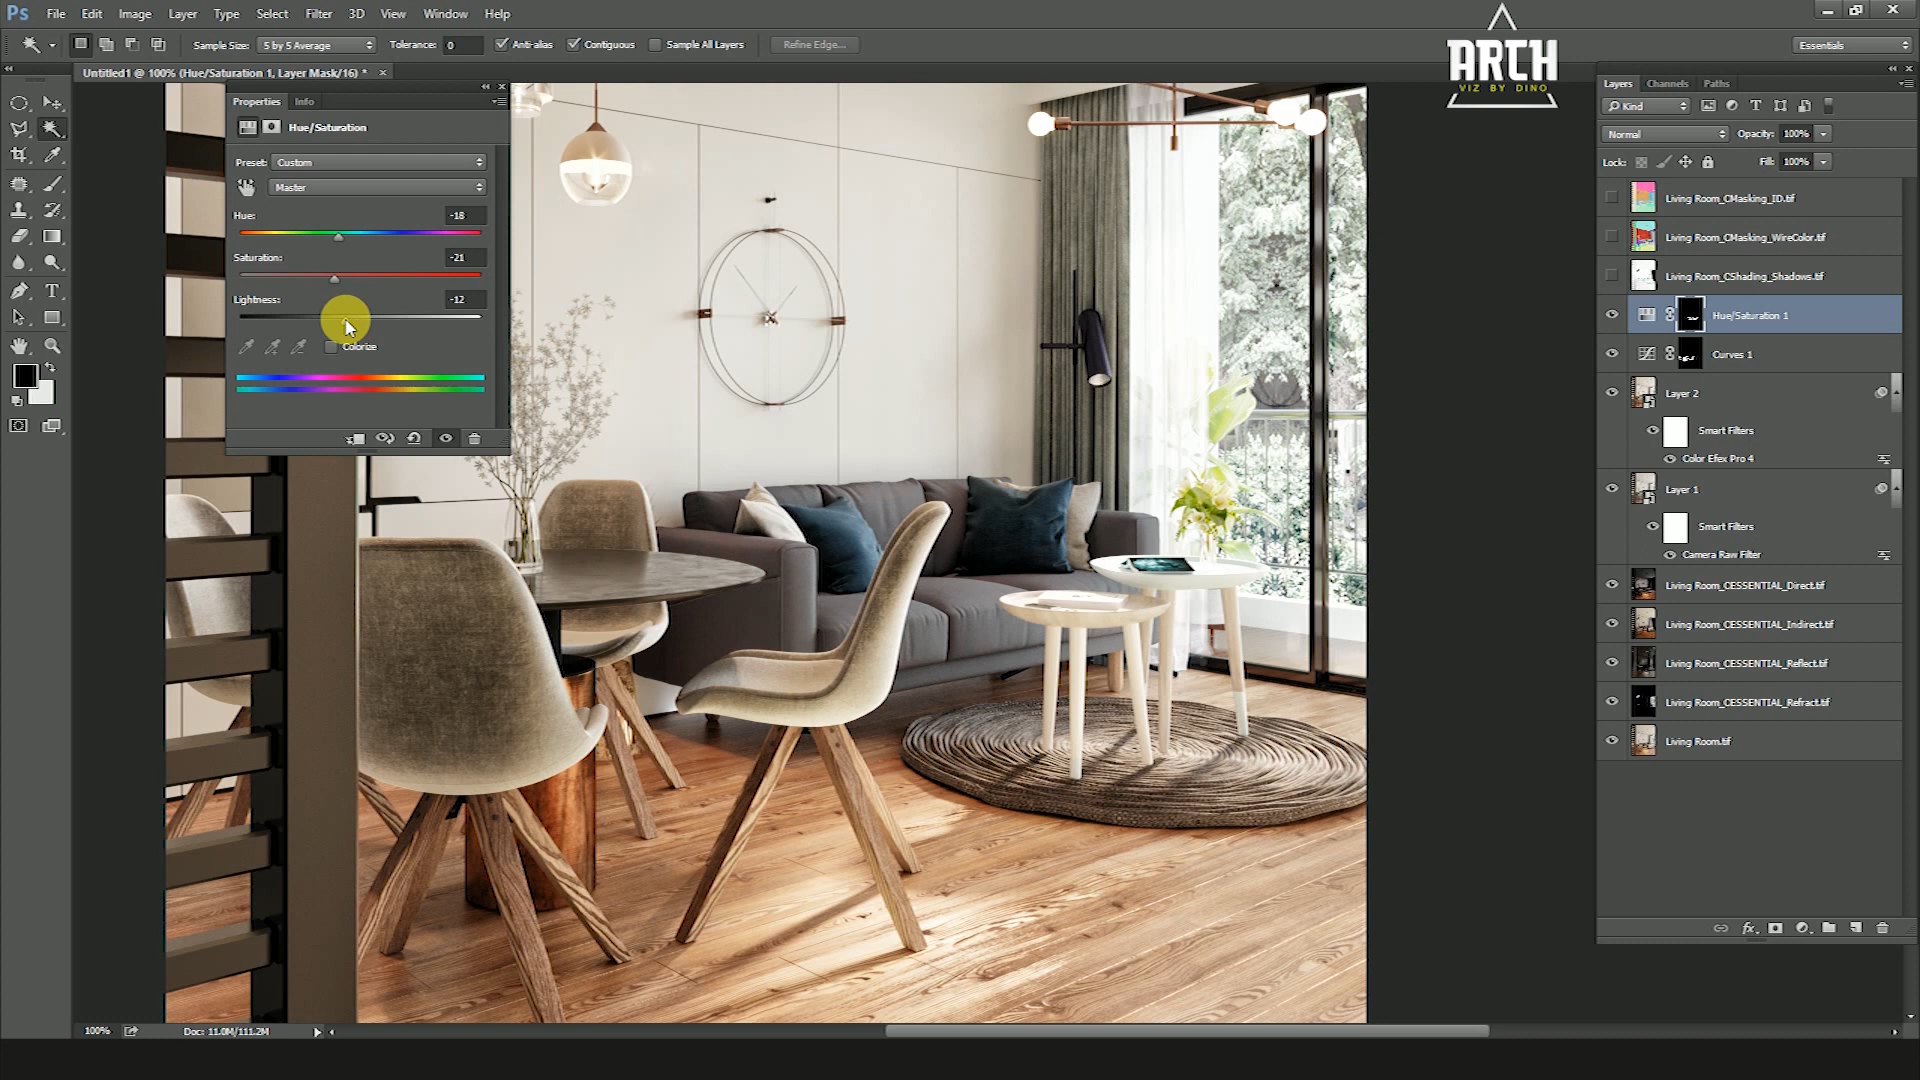 Ps File Edit Image Layer Type Select Filter 3D View Window Help
ARCH
VIZ BY DINO
Sample Size: 5 by 5 Average Tolerance: 0 Anti-alias Contiguous Sample All Layers Refine Edge... Essentials
Untitled1 @ 100% (Hue/Saturation 1, Layer Mask/16) * ×
Properties Info
Hue/Saturation
Preset: Custom
Master
Hue: -18
Saturation: -21
Lightness: -12
Colorize
Layers Channels Paths
Kind
Normal Opacity: 100%
Lock: Fill: 100%
Living Room_CMasking_ID.tif
Living Room_CMasking_WireColor.tif
Living Room_CShading_Shadows.tif
Hue/Saturation 1
Curves 1
Layer 2
Smart Filters
Color Efex Pro 4
Layer 1
Smart Filters
Camera Raw Filter
Living Room_CESSENTIAL_Direct.tif
Living Room_CESSENTIAL_Indirect.tif
Living Room_CESSENTIAL_Reflect.tif
Living Room_CESSENTIAL_Refract.tif
Living Room.tif
100% Doc: 11.0M/111.2M